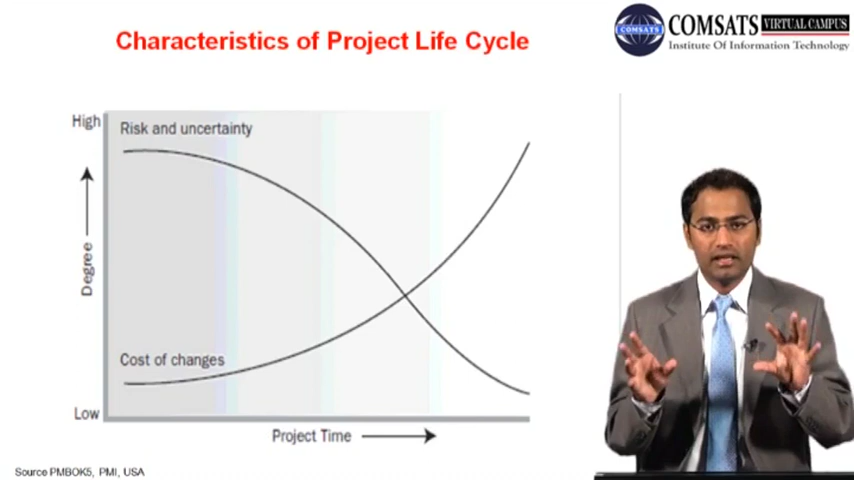 Characteristics of Project Life Cycle
COMSATS
COMSATS VIRTUAL CAMPUS
Institute Of Information Technology
High
Risk and uncertainty
Degree
Cost of changes
Low
Project Time
Source PMBOK5, PMI, USA